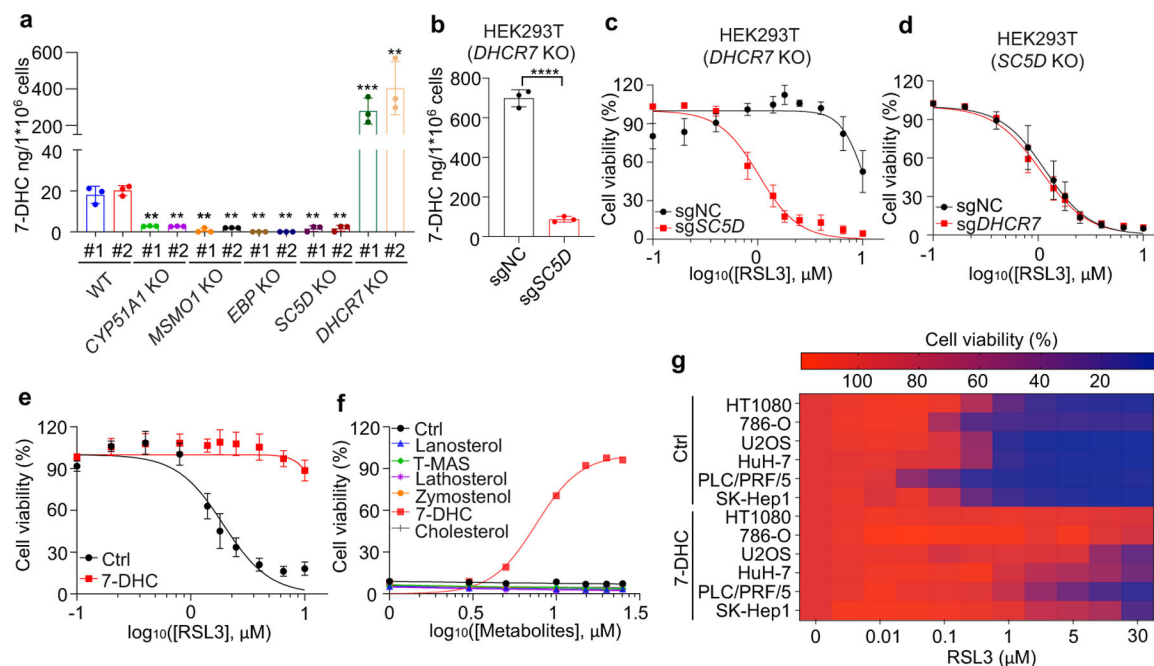 a
7-DHC ng/1*10^6 cells
600
400
200
20
10
0
** ** ** ** ** ** ** ** *** **
#1 #2 #1 #2 #1 #2 #1 #2 #1 #2 #1 #2
WT
CYP51A1 KO
MSMO1 KO
EBP KO
SC5D KO
DHCR7 KO
b
HEK293T
(DHCR7 KO)
7-DHC ng/1*10^6 cells
800
600
400
200
0
****
sgNC
sgSC5D
c
HEK293T
(DHCR7 KO)
Cell viability (%)
120
90
60
30
0
sgNC
sgSC5D
-1 0 1
log10([RSL3], μM)
d
HEK293T
(SC5D KO)
Cell viability (%)
120
90
60
30
0
sgNC
sgDHCR7
-1 0 1
log10([RSL3], μM)
e
Cell viability (%)
120
90
60
30
0
Ctrl
7-DHC
-1 0 1
log10([RSL3], μM)
f
Cell viability (%)
120
90
60
30
0
Ctrl
Lanosterol
T-MAS
Lathosterol
Zymostenol
7-DHC
Cholesterol
0 0.5 1.0 1.5
log10([Metabolites], μM)
g
Cell viability (%)
100 80 60 40 20
Ctrl
HT1080
786-O
U2OS
HuH-7
PLC/PRF/5
SK-Hep1
7-DHC
HT1080
786-O
U2OS
HuH-7
PLC/PRF/5
SK-Hep1
0 0.01 0.1 1 5 30
RSL3 (μM)